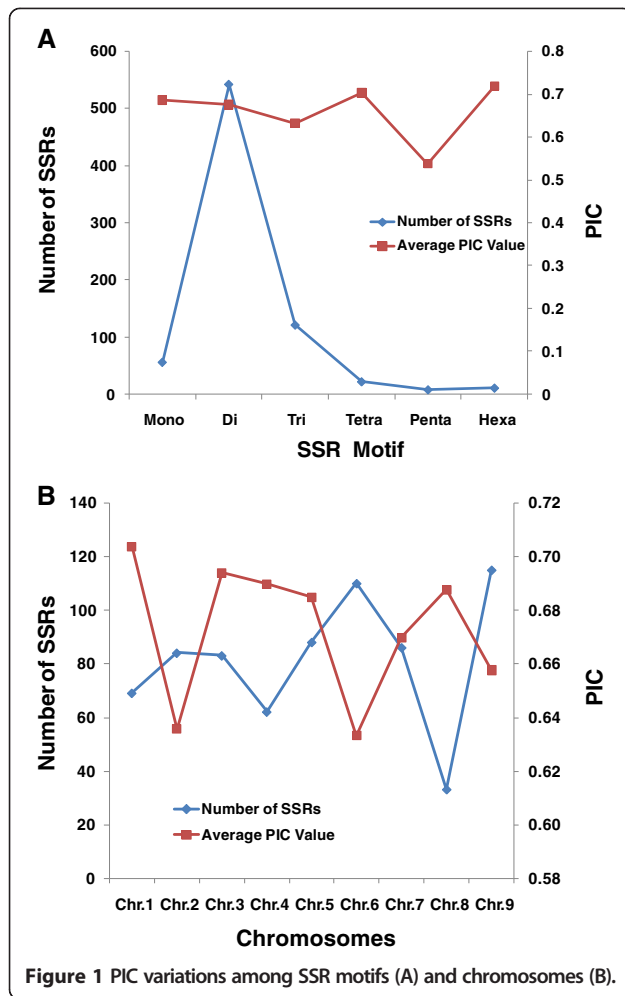 A
600
500
400
300
200
100
0
Number of SSRs
0.8
0.7
0.6
0.5
0.4
0.3
0.2
0.1
0
PIC
Number of SSRs
Average PIC Value
Mono Di Tri Tetra Penta Hexa
SSR Motif
B
140
120
100
80
60
40
20
0
Number of SSRs
0.72
0.70
0.68
0.66
0.64
0.62
0.60
0.58
PIC
Number of SSRs
Average PIC Value
Chr.1 Chr.2 Chr.3 Chr.4 Chr.5 Chr.6 Chr.7 Chr.8 Chr.9
Chromosomes
Figure 1 PIC variations among SSR motifs (A) and chromosomes (B).